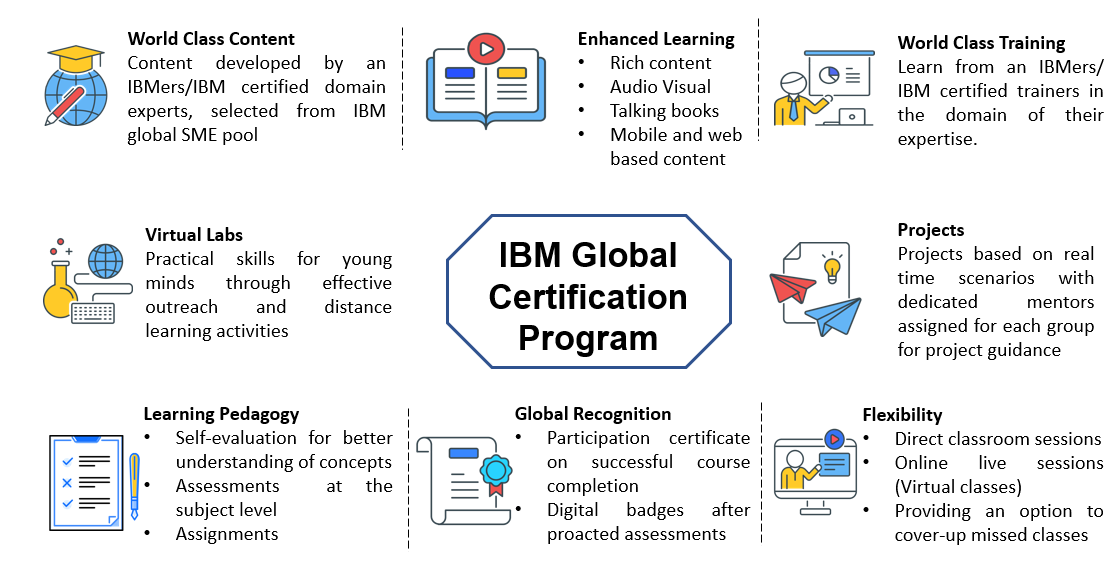 World Class Content
Content developed by an
IBMers/IBM certified domain
experts, selected from IBM
global SME pool
Enhanced Learning
• Rich content
• Audio Visual
• Talking books
• Mobile and web
based content
World Class Training
Learn from an IBMers/
IBM certified trainers in
the domain of their
expertise.
Virtual Labs
Practical skills for young
minds through effective
outreach and distance
learning activities
IBM Global
Certification
Program
Projects
Projects based on real
time scenarios with
dedicated mentors
assigned for each group
for project guidance
Learning Pedagogy
• Self-evaluation for better
understanding of concepts
• Assessments at the
subject level
• Assignments
Global Recognition
• Participation certificate
on successful course
completion
• Digital badges after
proacted assessments
Flexibility
• Direct classroom sessions
• Online live sessions
(Virtual classes)
• Providing an option to
cover-up missed classes